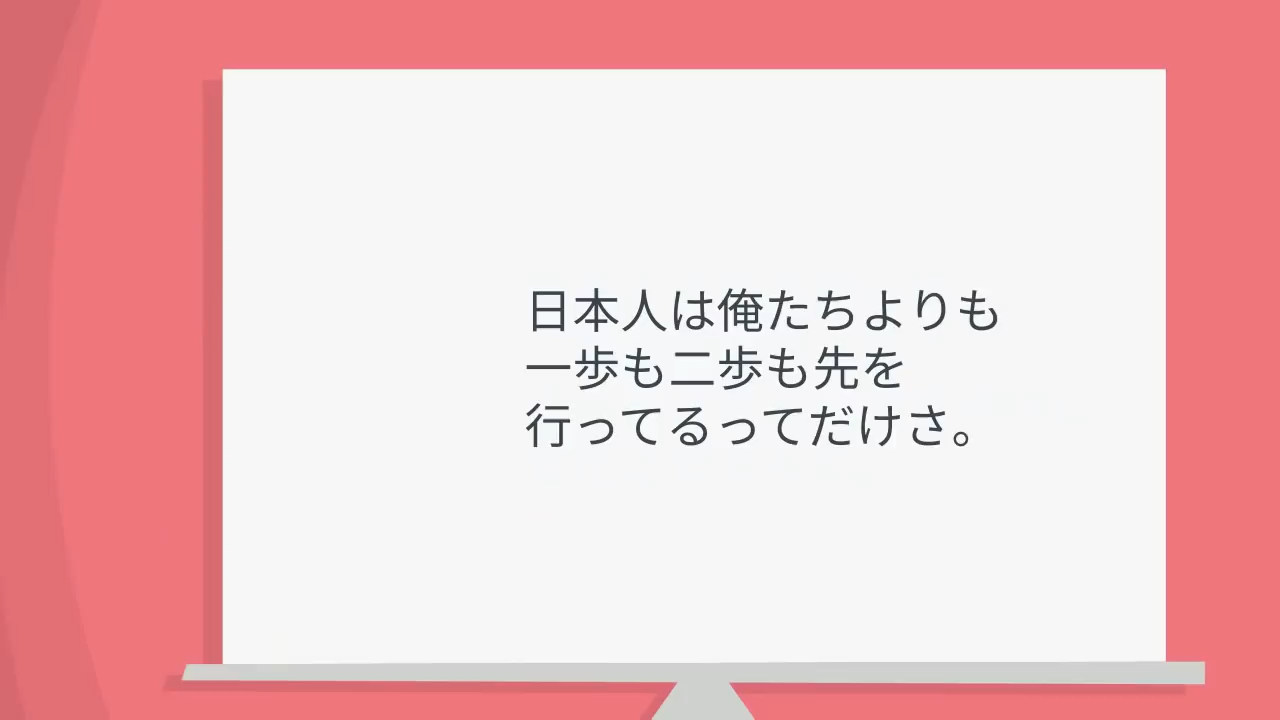 日本人は俺たちよりも
一歩も二歩も先を
行ってるってだけさ。